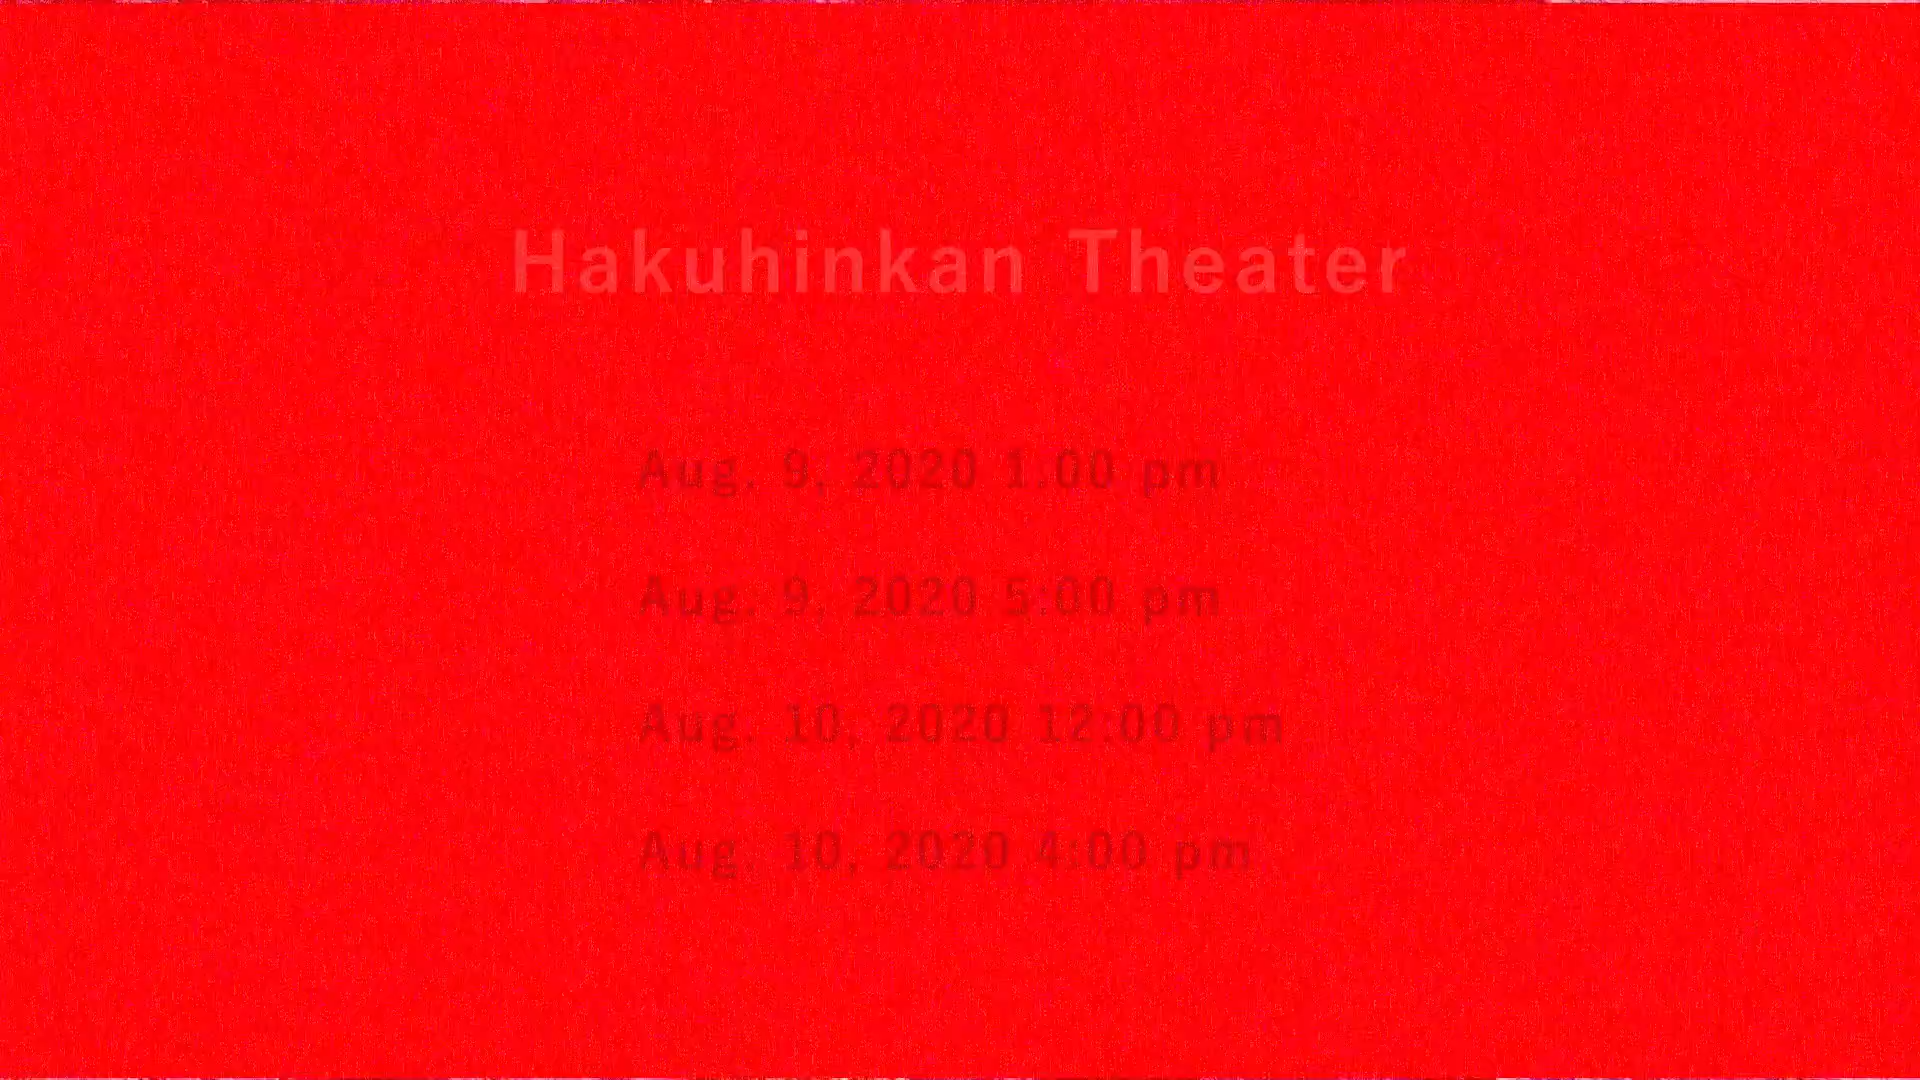 Hakuhinkan Theater
Aug. 9, 2020 1.00 pm
Aug. 9, 2020 5:00 pm
Aug. 10, 2020 12:00 pm
Aug. 10, 2020 4:00 pm